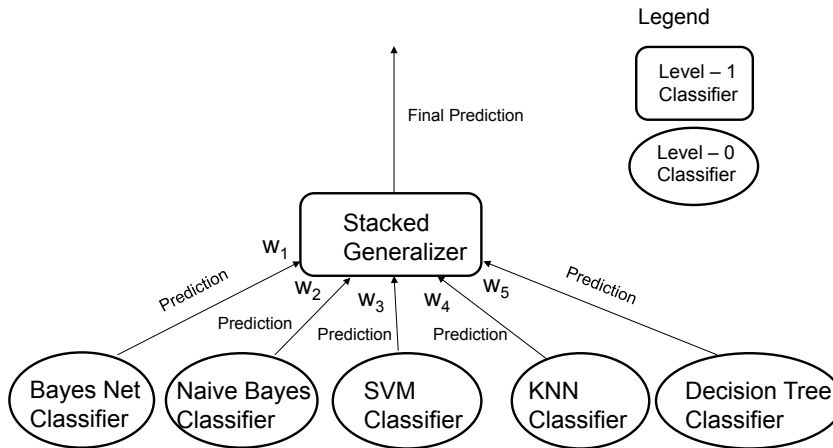 Legend
Level – 1
Classifier
Level – 0
Classifier
Final Prediction
Stacked
Generalizer
w1
w2
w3
w4
w5
Prediction
Prediction
Prediction
Prediction
Prediction
Bayes Net
Classifier
Naive Bayes
Classifier
SVM
Classifier
KNN
Classifier
Decision Tree
Classifier